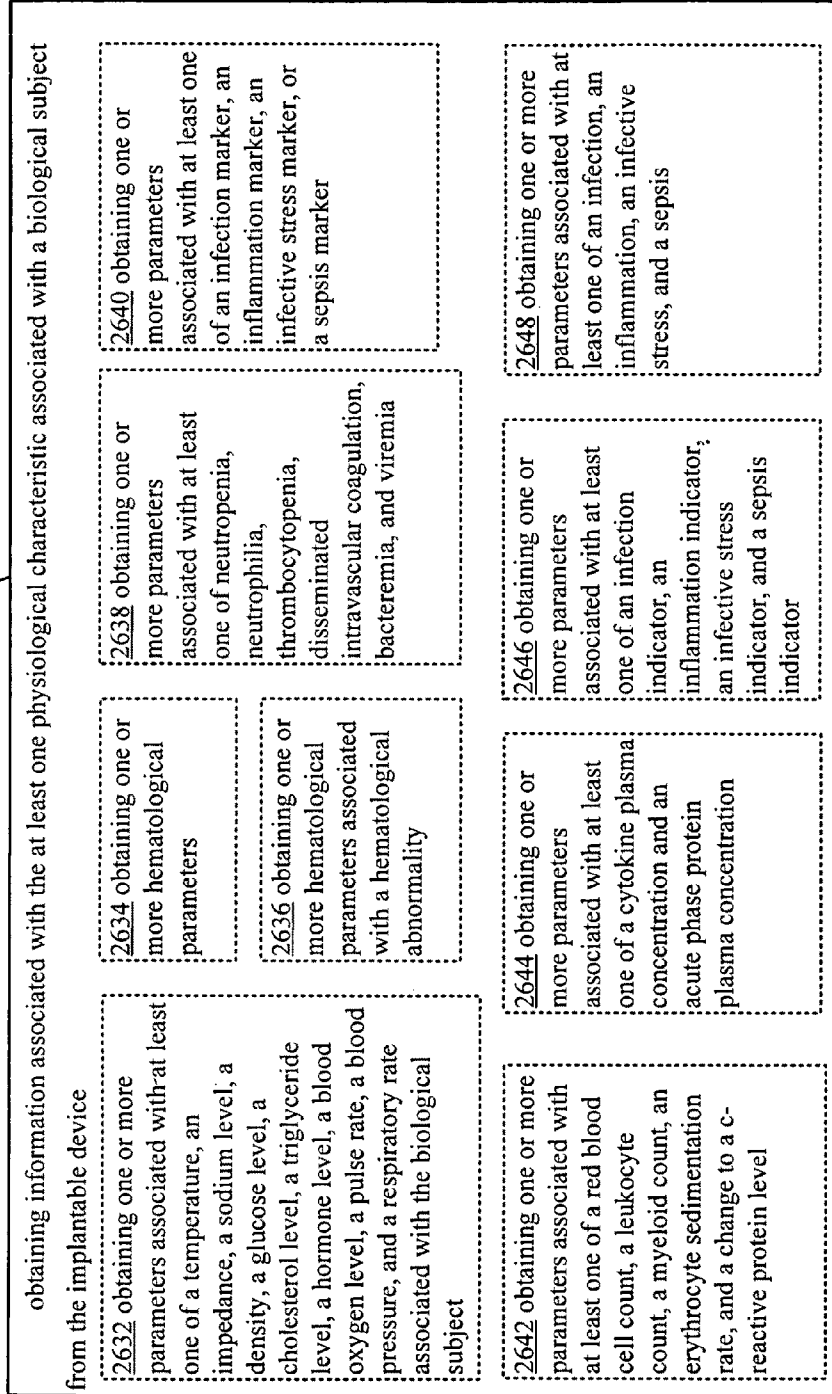 obtaining information associated with the at least one physiological characteristic associated with a biological subject
from the implantable device
2632 obtaining one or more
parameters associated with at least
one of a temperature, an
impedance, a sodium level, a
density, a glucose level, a
cholesterol level, a triglyceride
level, a hormone level, a blood
oxygen level, a pulse rate, a blood
pressure, and a respiratory rate
associated with the biological
subject
2634 obtaining one or
more hematological
parameters
2636 obtaining one or
more hematological
parameters associated
with a hematological
abnormality
2638 obtaining one or
more parameters
associated with at least
one of neutropenia,
neutrophilia,
thrombocytopenia,
disseminated
intravascular coagulation,
bacteremia, and viremia
2640 obtaining one or
more parameters
associated with at least one
of an infection marker, an
inflammation marker, an
infective stress marker, or
a sepsis marker
2642 obtaining one or more
parameters associated with
at least one of a red blood
cell count, a leukocyte
count, a myeloid count, an
erythrocyte sedimentation
rate, and a change to a c-
reactive protein level
2644 obtaining one or
more parameters
associated with at least
one of a cytokine plasma
concentration and an
acute phase protein
plasma concentration
2646 obtaining one or
more parameters
associated with at least
one of an infection
indicator, an
inflammation indicator,
an infective stress
indicator, and a sepsis
indicator
2648 obtaining one or more
parameters associated with at
least one of an infection, an
inflammation, an infective
stress, and a sepsis